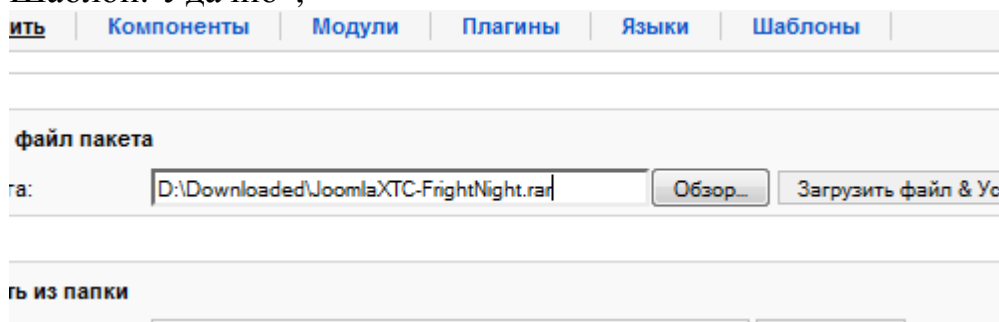 ить Компоненты Модули Плагины Языки Шаблоны
файл пакета
та: D:\Downloaded\JoomlaXTC-FrightNight.rar Обзор... Загрузить файл & Ус
ть из папки